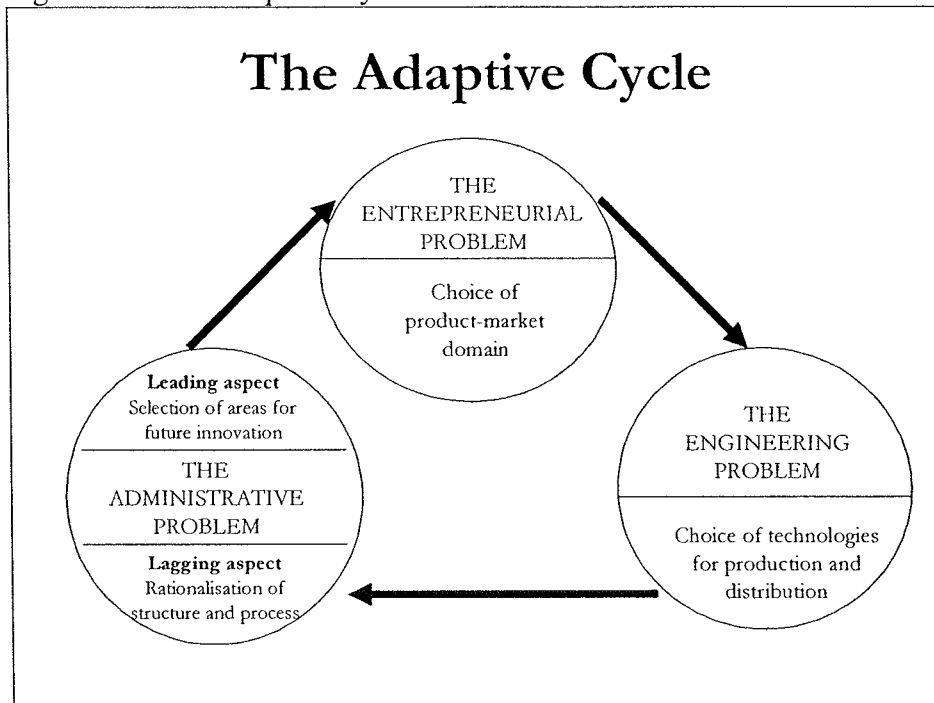 The Adaptive Cycle
THE
ENTREPRENEURIAL
PROBLEM
Choice of
product-market
domain
Leading aspect
Selection of areas for
future innovation
THE
ADMINISTRATIVE
PROBLEM
Lagging aspect
Rationalisation of
structure and process
THE
ENGINEERING
PROBLEM
Choice of technologies
for production and
distribution